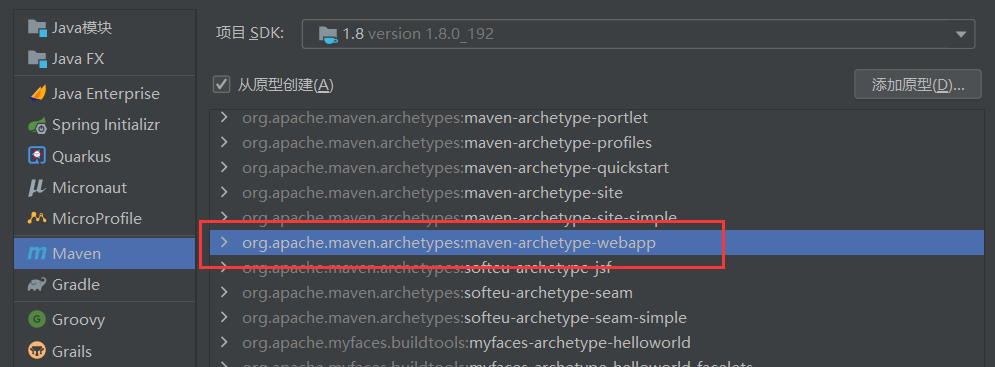 Java模块
Java FX
Java Enterprise
Spring Initializr
Quarkus
Micronaut
MicroProfile
Maven
Gradle
Groovy
Grails
项目 SDK:
1.8 version 1.8.0_192
从原型创建(A)
添加原型(D)...
org.apache.maven.archetypes:maven-archetype-portlet
org.apache.maven.archetypes:maven-archetype-profiles
org.apache.maven.archetypes:maven-archetype-quickstart
org.apache.maven.archetypes:maven-archetype-site
org.apache.maven.archetypes:maven-archetype-site-simple
org.apache.maven.archetypes:maven-archetype-webapp
org.apache.maven.archetypes:softeu-archetype-jsf
org.apache.maven.archetypes:softeu-archetype-seam
org.apache.maven.archetypes:softeu-archetype-seam-simple
org.apache.myfaces.buildtools:myfaces-archetype-helloworld
org.apache.myfaces.buildtools:myfaces-archetype-helloworld-facelets